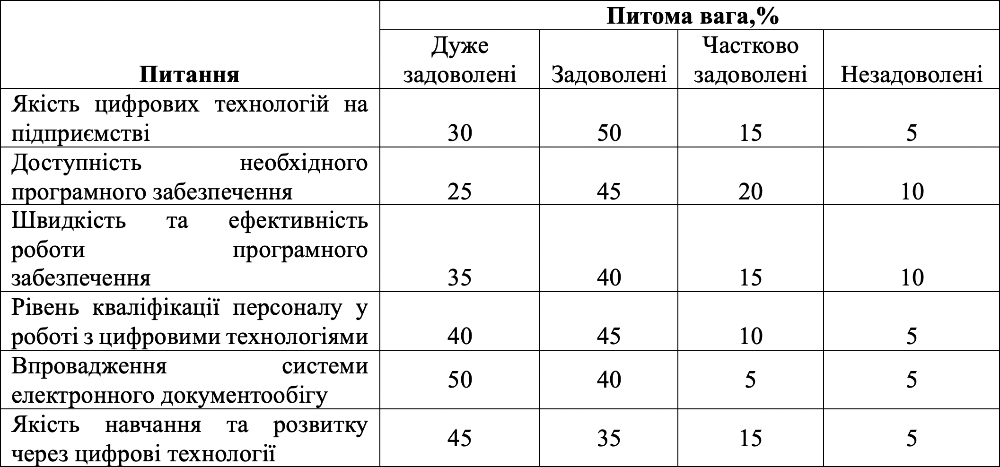 Питома вага,%
Питання
Дуже задоволені
Задоволені
Частково задоволені
Незадоволені
Якість цифрових технологій на
підприємстві
30 50 15 5
Доступність необхідного
програмного забезпечення
25 45 20 10
Швидкість та ефективність
роботи програмного
забезпечення
35 40 15 10
Рівень кваліфікації персоналу у
роботі з цифровими технологіями
40 45 10 5
Впровадження системи
електронного документообігу
50 40 5 5
Якість навчання та розвитку
через цифрові технології
45 35 15 5